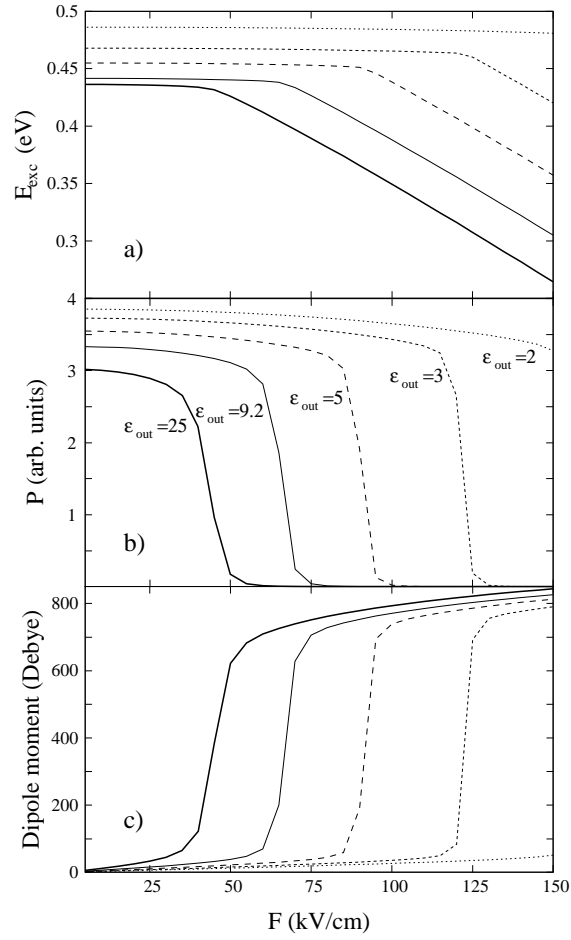 0.5
0.45
0.4
0.35
0.3
E_exc (eV)
a)
4
3
2
1
P (arb. units)
ε_out=2
ε_out=3
ε_out=5
ε_out=9.2
ε_out=25
b)
800
600
400
200
0
Dipole moment (Debye)
c)
25 50 75 100 125 150
F (kV/cm)